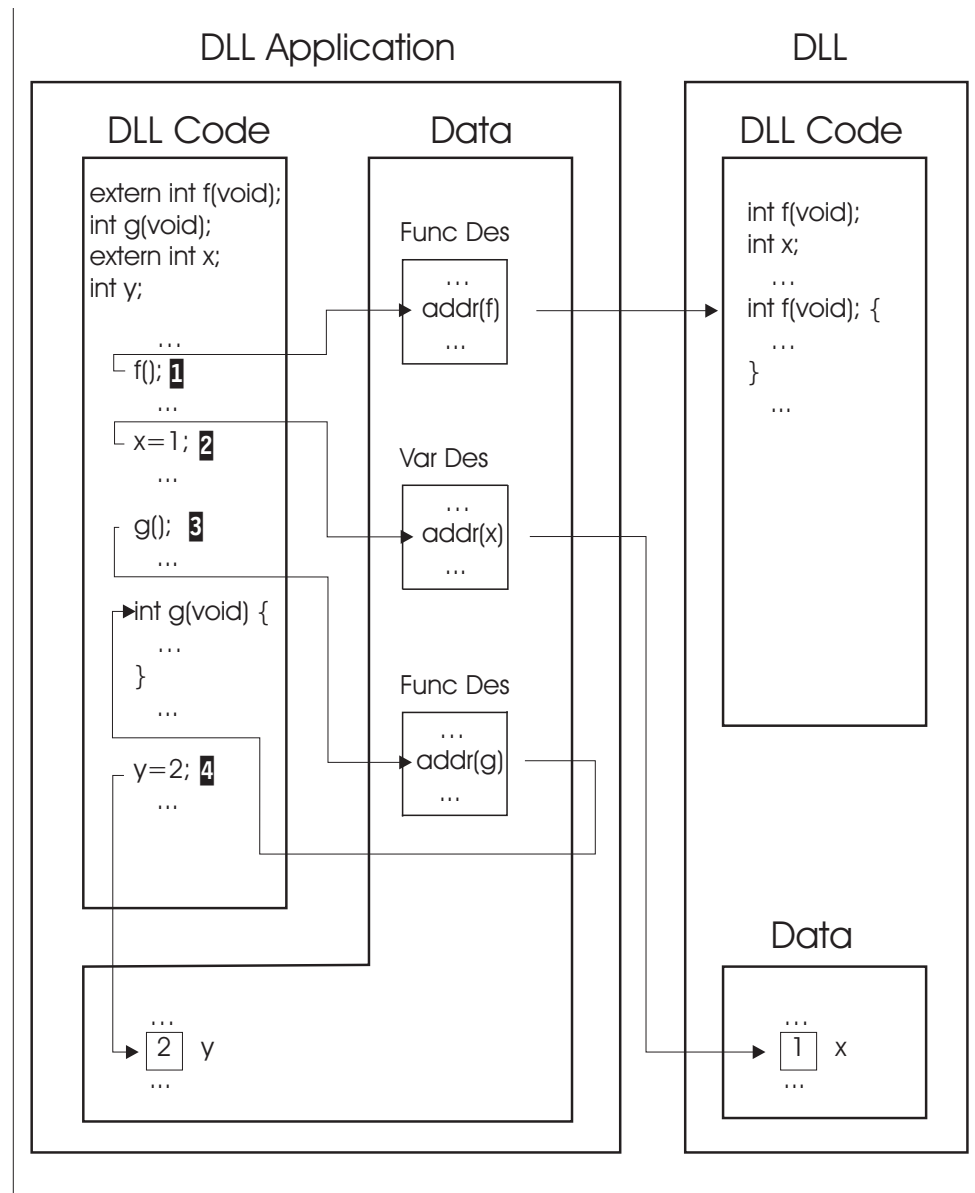 DLL Application
DLL
DLL Code
Data
DLL Code
extern int f(void);
int g(void);
extern int x;
int y;
...
f(); 1
...
x=1; 2
...
g(); 3
...
int g(void) {
...
}
...
y=2; 4
...
Func Des
...
addr(f)
...
Var Des
...
addr(x)
...
Func Des
...
addr(g)
...
...
2 y
...
int f(void);
int x;
...
int f(void); {
...
}
...
Data
...
1 x
...